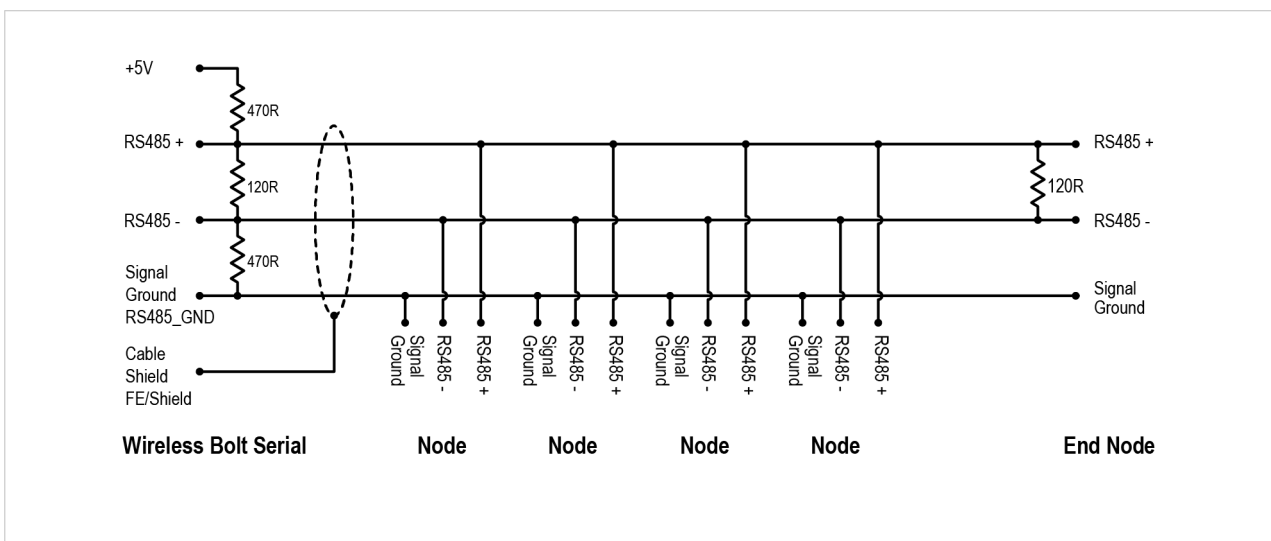 +5V
470R
RS485 +
RS485 +
120R
120R
RS485 -
RS485 -
470R
Signal
Ground
RS485_GND
Signal
Ground
Cable
Shield
FE/Shield
Signal
Ground
RS485 -
RS485 +
Signal
Ground
RS485 -
RS485 +
Signal
Ground
RS485 -
RS485 +
Signal
Ground
RS485 -
RS485 +
Wireless Bolt Serial
Node
Node
Node
Node
End Node